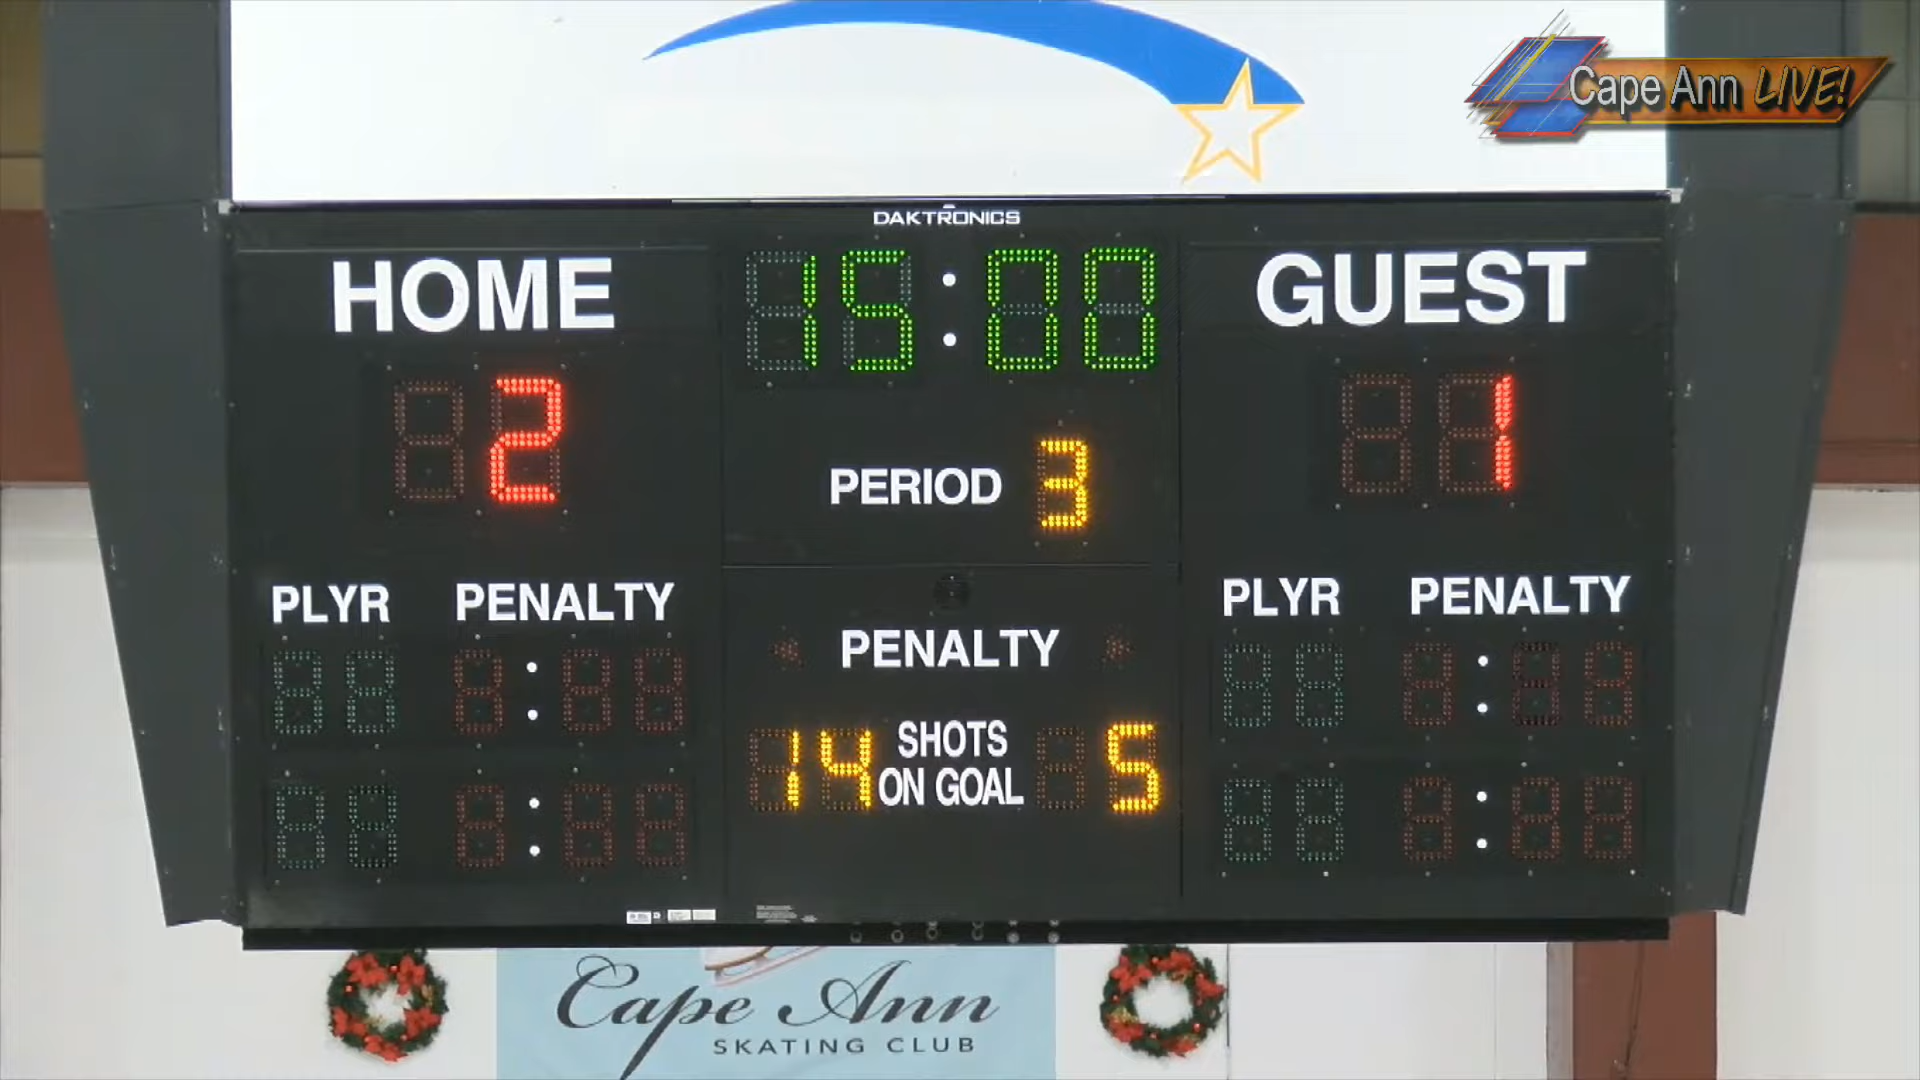 Cape Ann LIVE!
DAKTRONICS
HOME
15:00
GUEST
2
1
PERIOD 3
PLYR PENALTY
PLYR PENALTY
PENALTY
14 SHOTS ON GOAL 5
Cape Ann
SKATING CLUB